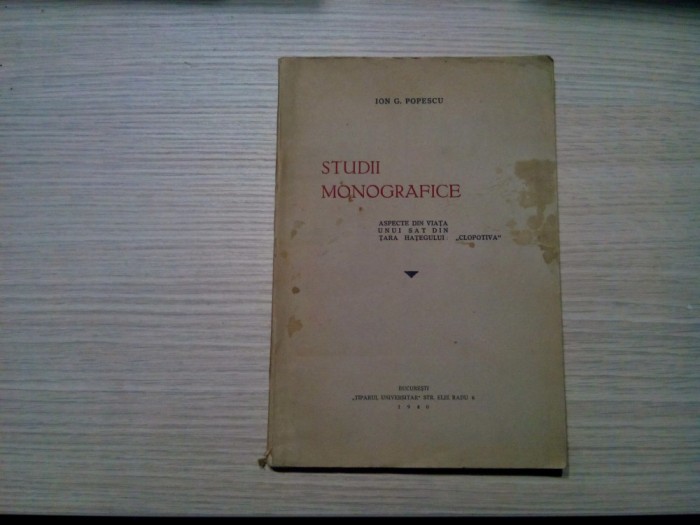 ION G. POPESCU
STUDII
MONOGRAFICE
ASPECTE DIN VIAȚA
UNUI SAT DIN
ȚARA HAȚEGULUI „CLOPOTIVA"
BUCUREȘTI
„TIPARUL UNIVERSITAR" STR. ELIE RADU 6
1940